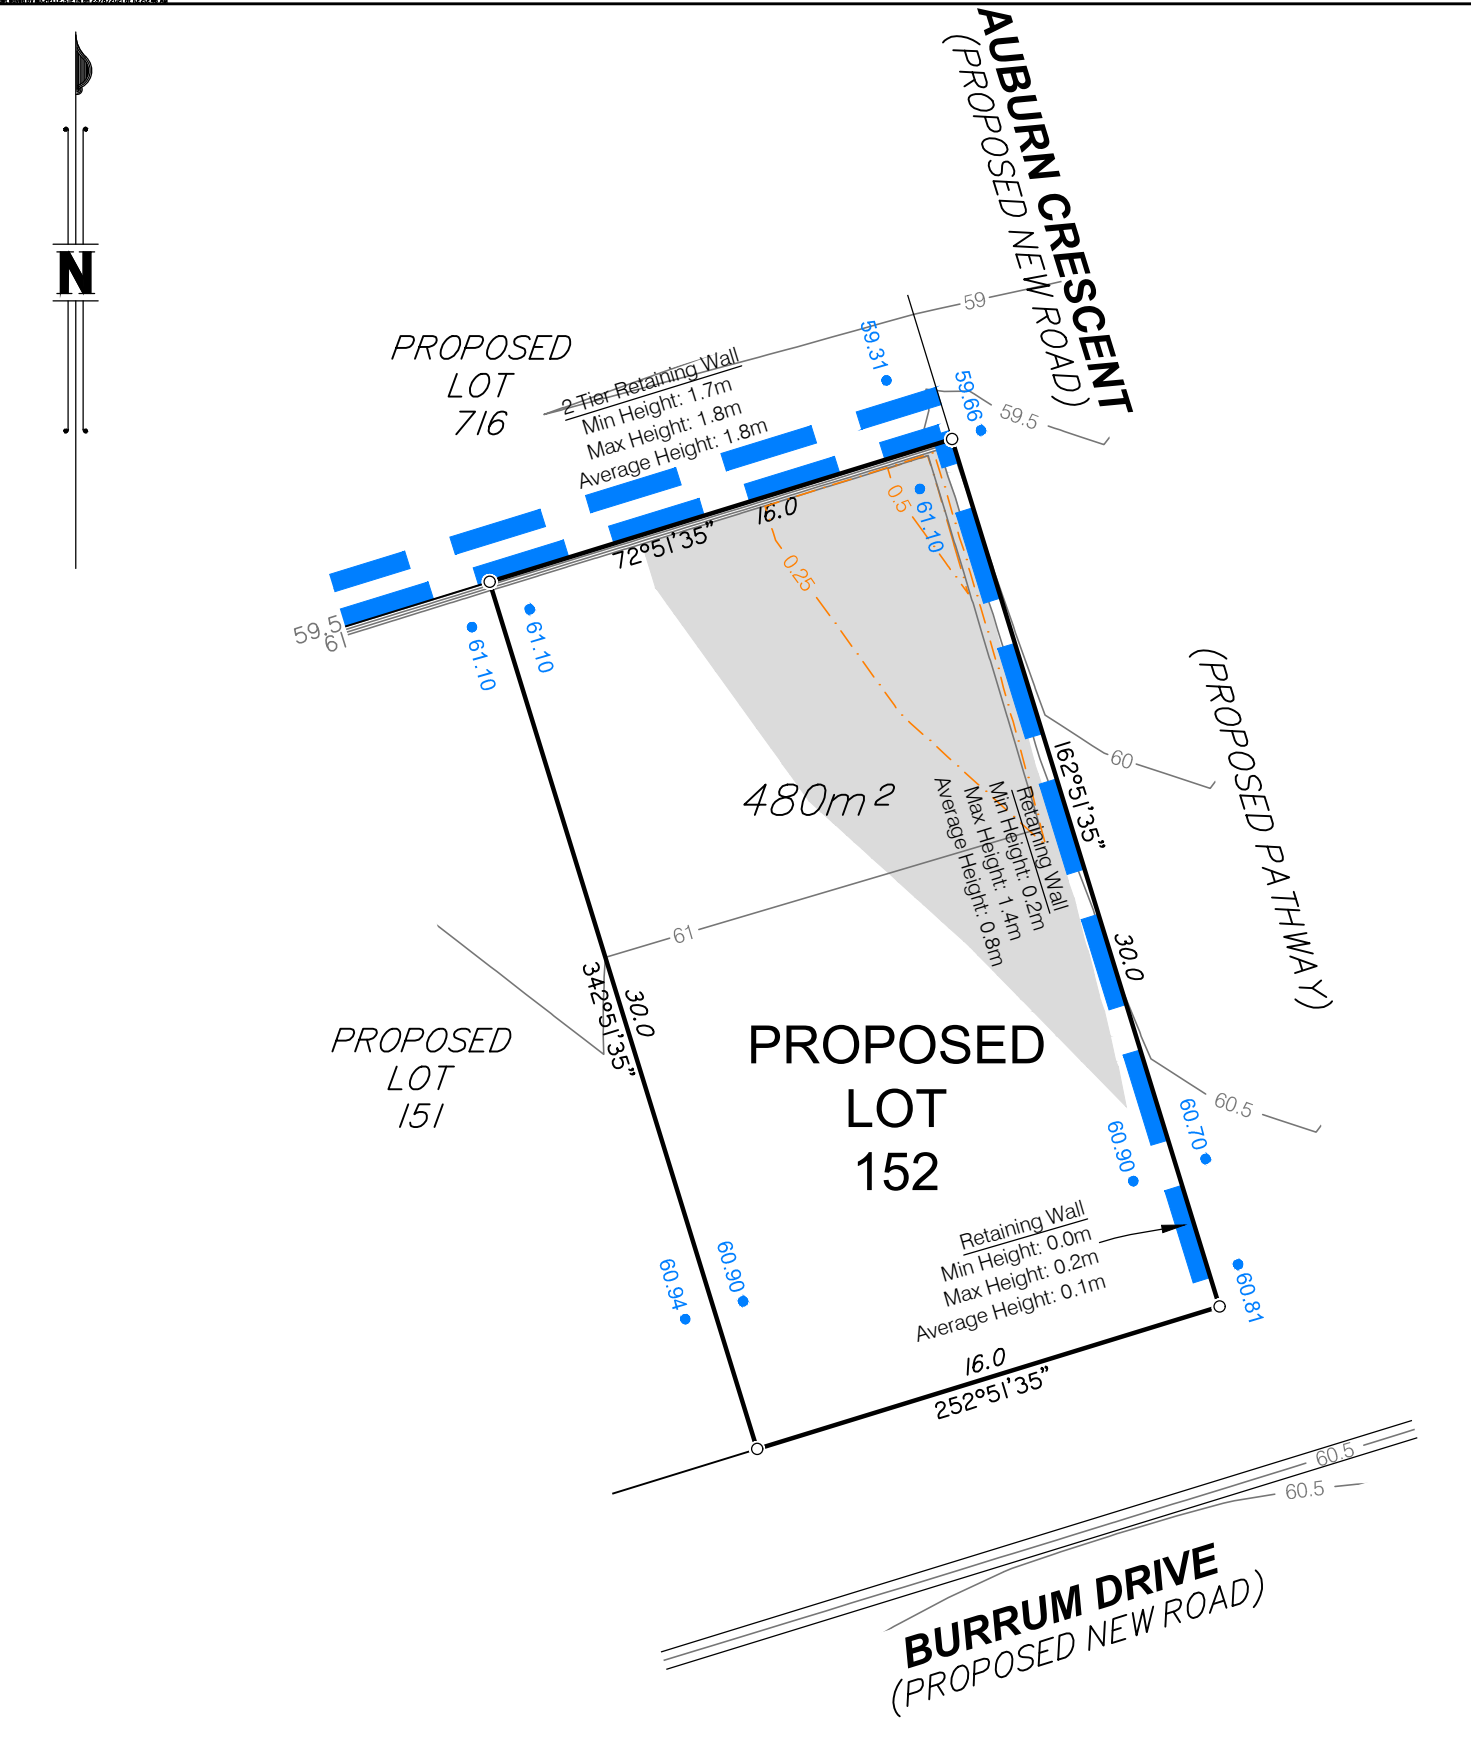 AUBURN CRESCENT
(PROPOSED NEW ROAD)
N
59
PROPOSED
LOT
716
2 Tier Retaining Wall
Min Height: 1.7m
Max Height: 1.8m
Average Height: 1.8m
59.31
59.66
59.5
16.0
72°51'35"
0.5
61.10
0.25
59.5
61
61.10
61.10
(PROPOSED PATHWAY)
162°51'35"
60
480m²
Retaining Wall
Min Height: 0.2m
Max Height: 1.4m
Average Height: 0.8m
61
30.0
30.0
342°51'35"
PROPOSED
LOT
151
PROPOSED
LOT
152
60.5
60.70
60.90
Retaining Wall
Min Height: 0.0m
Max Height: 0.2m
Average Height: 0.1m
60.90
60.94
60.81
16.0
252°51'35"
60.5
60.5
BURRUM DRIVE
(PROPOSED NEW ROAD)